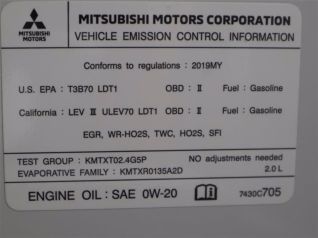 MITSUBISHI MOTORS
MITSUBISHI MOTORS CORPORATION
VEHICLE EMISSION CONTROL INFORMATION
Conforms to regulations : 2019MY
U.S. EPA : T3B70 LDT1 OBD : II Fuel : Gasoline
California : LEV III ULEV70 LDT1 OBD : II Fuel : Gasoline
EGR, WR-HO2S, TWC, HO2S, SFI
TEST GROUP : KMTXT02.4G5P NO adjustments needed
EVAPORATIVE FAMILY : KMTXR0135A2D 2.0 L
ENGINE OIL : SAE 0W-20 7430C705